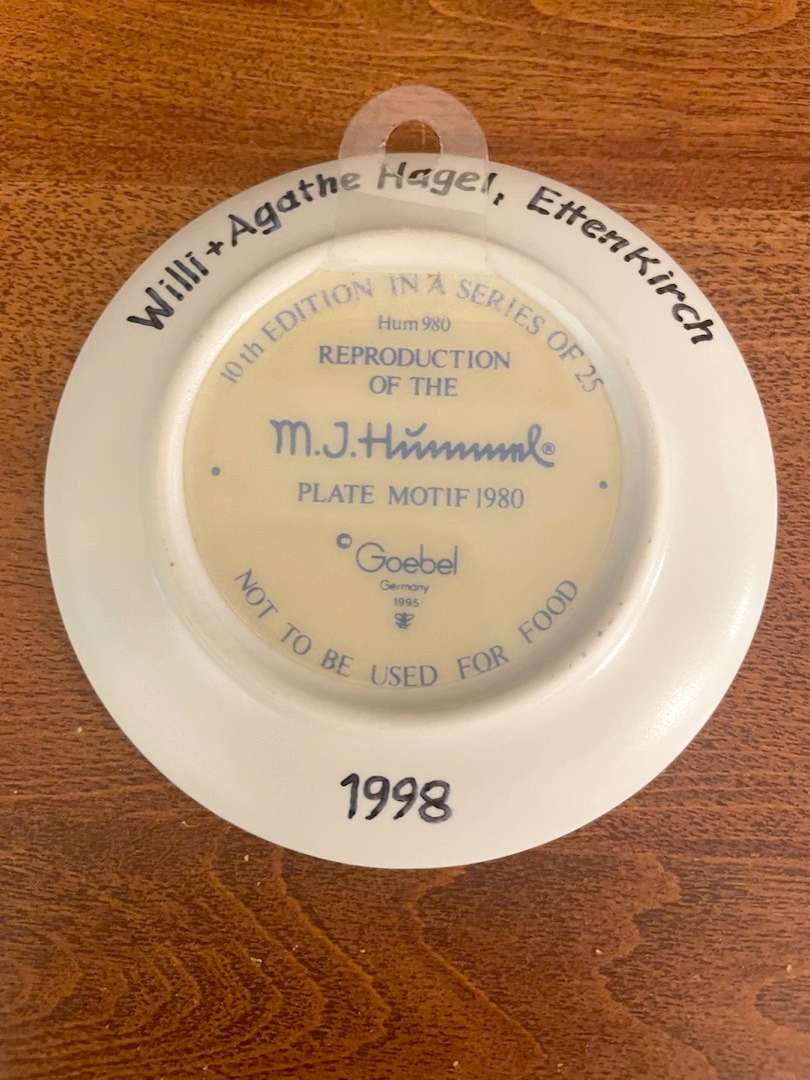 Willi + Agathe Hagel, Ettenkirch
10th EDITION IN A SERIES OF 25
Hum 980
REPRODUCTION
OF THE
M.J.Hummel®
PLATE MOTIF 1980
© Goebel
Germany
1995
NOT TO BE USED FOR FOOD
1998